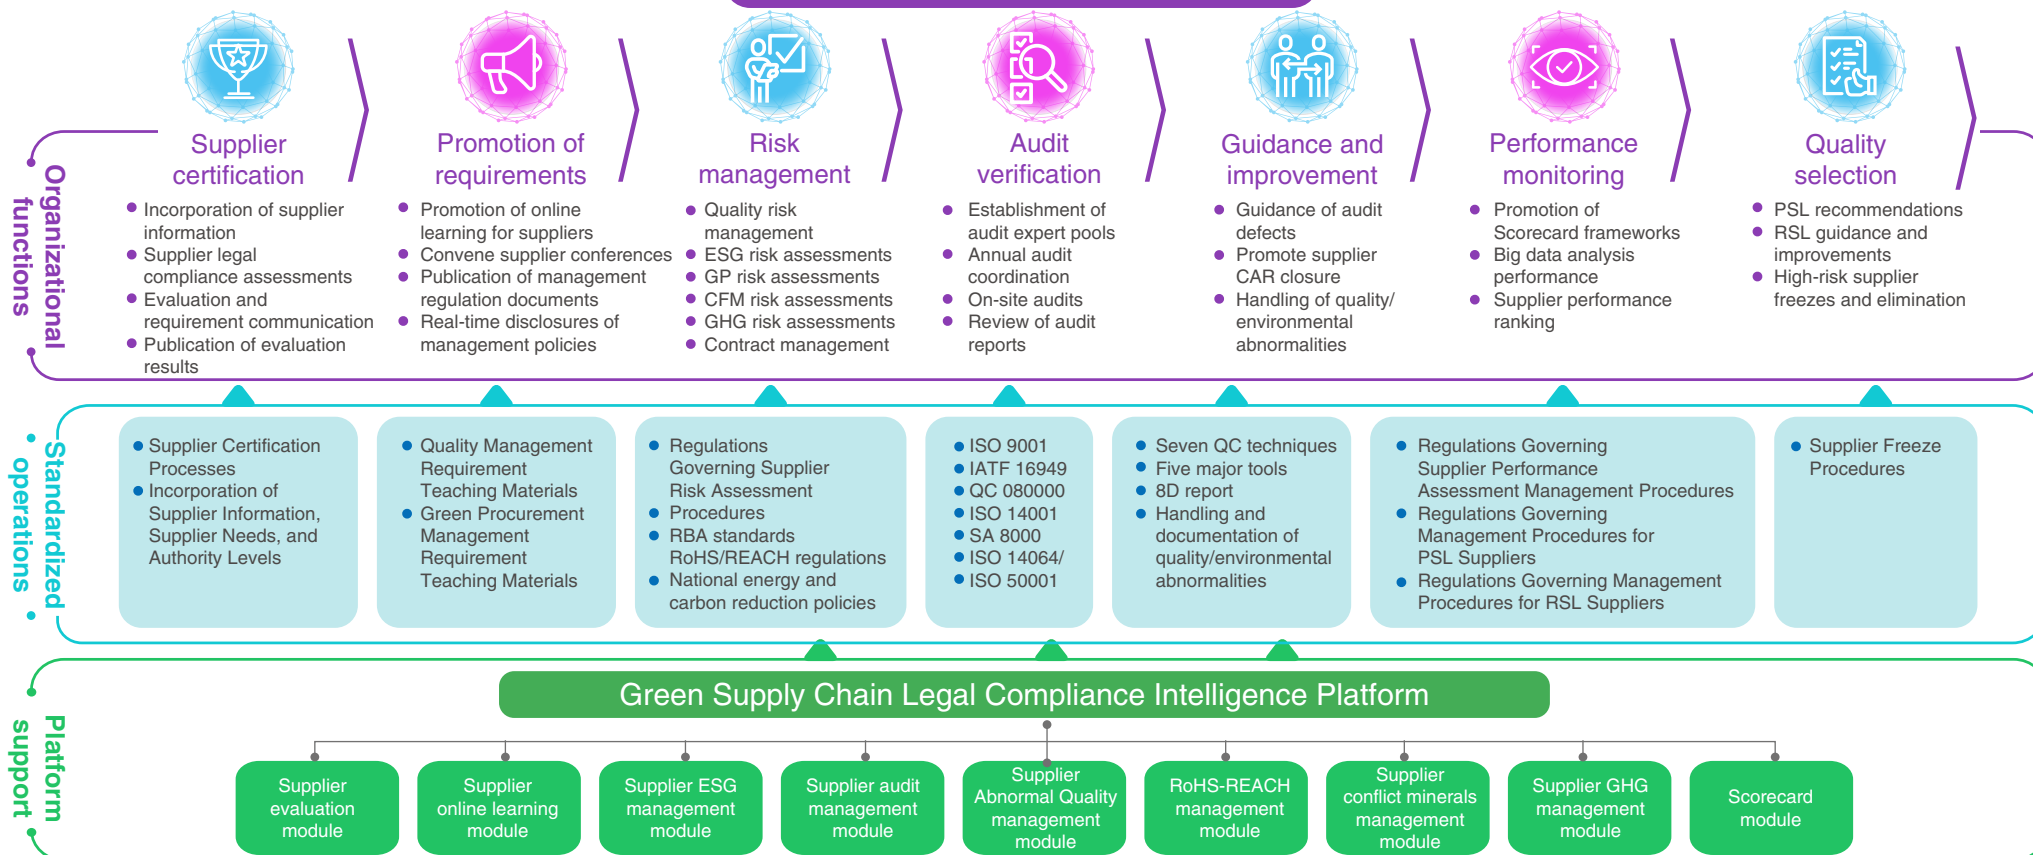 Organizational
functions
Supplier
certification
Incorporation of supplier
information
Supplier legal
compliance assessments
Evaluation and
requirement communication
Publication of evaluation
results
Promotion of
requirements
Promotion of online
learning for suppliers
Convene supplier conferences
Publication of management
regulation documents
Real-time disclosures of
management policies
Risk
management
Quality risk
management
ESG risk assessments
GP risk assessments
CFM risk assessments
GHG risk assessments
Contract management
Audit
verification
Establishment of
audit expert pools
Annual audit
coordination
On-site audits
Review of audit
reports
Guidance and
improvement
Guidance of audit
defects
Promote supplier
CAR closure
Handling of quality/
environmental
abnormalities
Performance
monitoring
Promotion of
Scorecard frameworks
Big data analysis
performance
Supplier performance
ranking
Quality
selection
PSL recommendations
RSL guidance and
improvements
High-risk supplier
freezes and elimination
Standardized
operations
Supplier Certification
Processes
Incorporation of
Supplier Information,
Supplier Needs, and
Authority Levels
Quality Management
Requirement
Teaching Materials
Green Procurement
Management
Requirement
Teaching Materials
Regulations
Governing Supplier
Risk Assessment
Procedures
RBA standards
RoHS/REACH regulations
National energy and
carbon reduction policies
ISO 9001
IATF 16949
QC 080000
ISO 14001
SA 8000
ISO 14064/
ISO 50001
Seven QC techniques
Five major tools
8D report
Handling and
documentation of
quality/environmental
abnormalities
Regulations Governing
Supplier Performance
Assessment Management Procedures
Regulations Governing
Management Procedures for
PSL Suppliers
Regulations Governing Management
Procedures for RSL Suppliers
Supplier Freeze
Procedures
Platform
support
Green Supply Chain Legal Compliance Intelligence Platform
Supplier
evaluation
module
Supplier
online learning
module
Supplier ESG
management
module
Supplier audit
management
module
Supplier
Abnormal Quality
management
module
RoHS-REACH
management
module
Supplier
conflict minerals
management
module
Supplier GHG
management
module
Scorecard
module